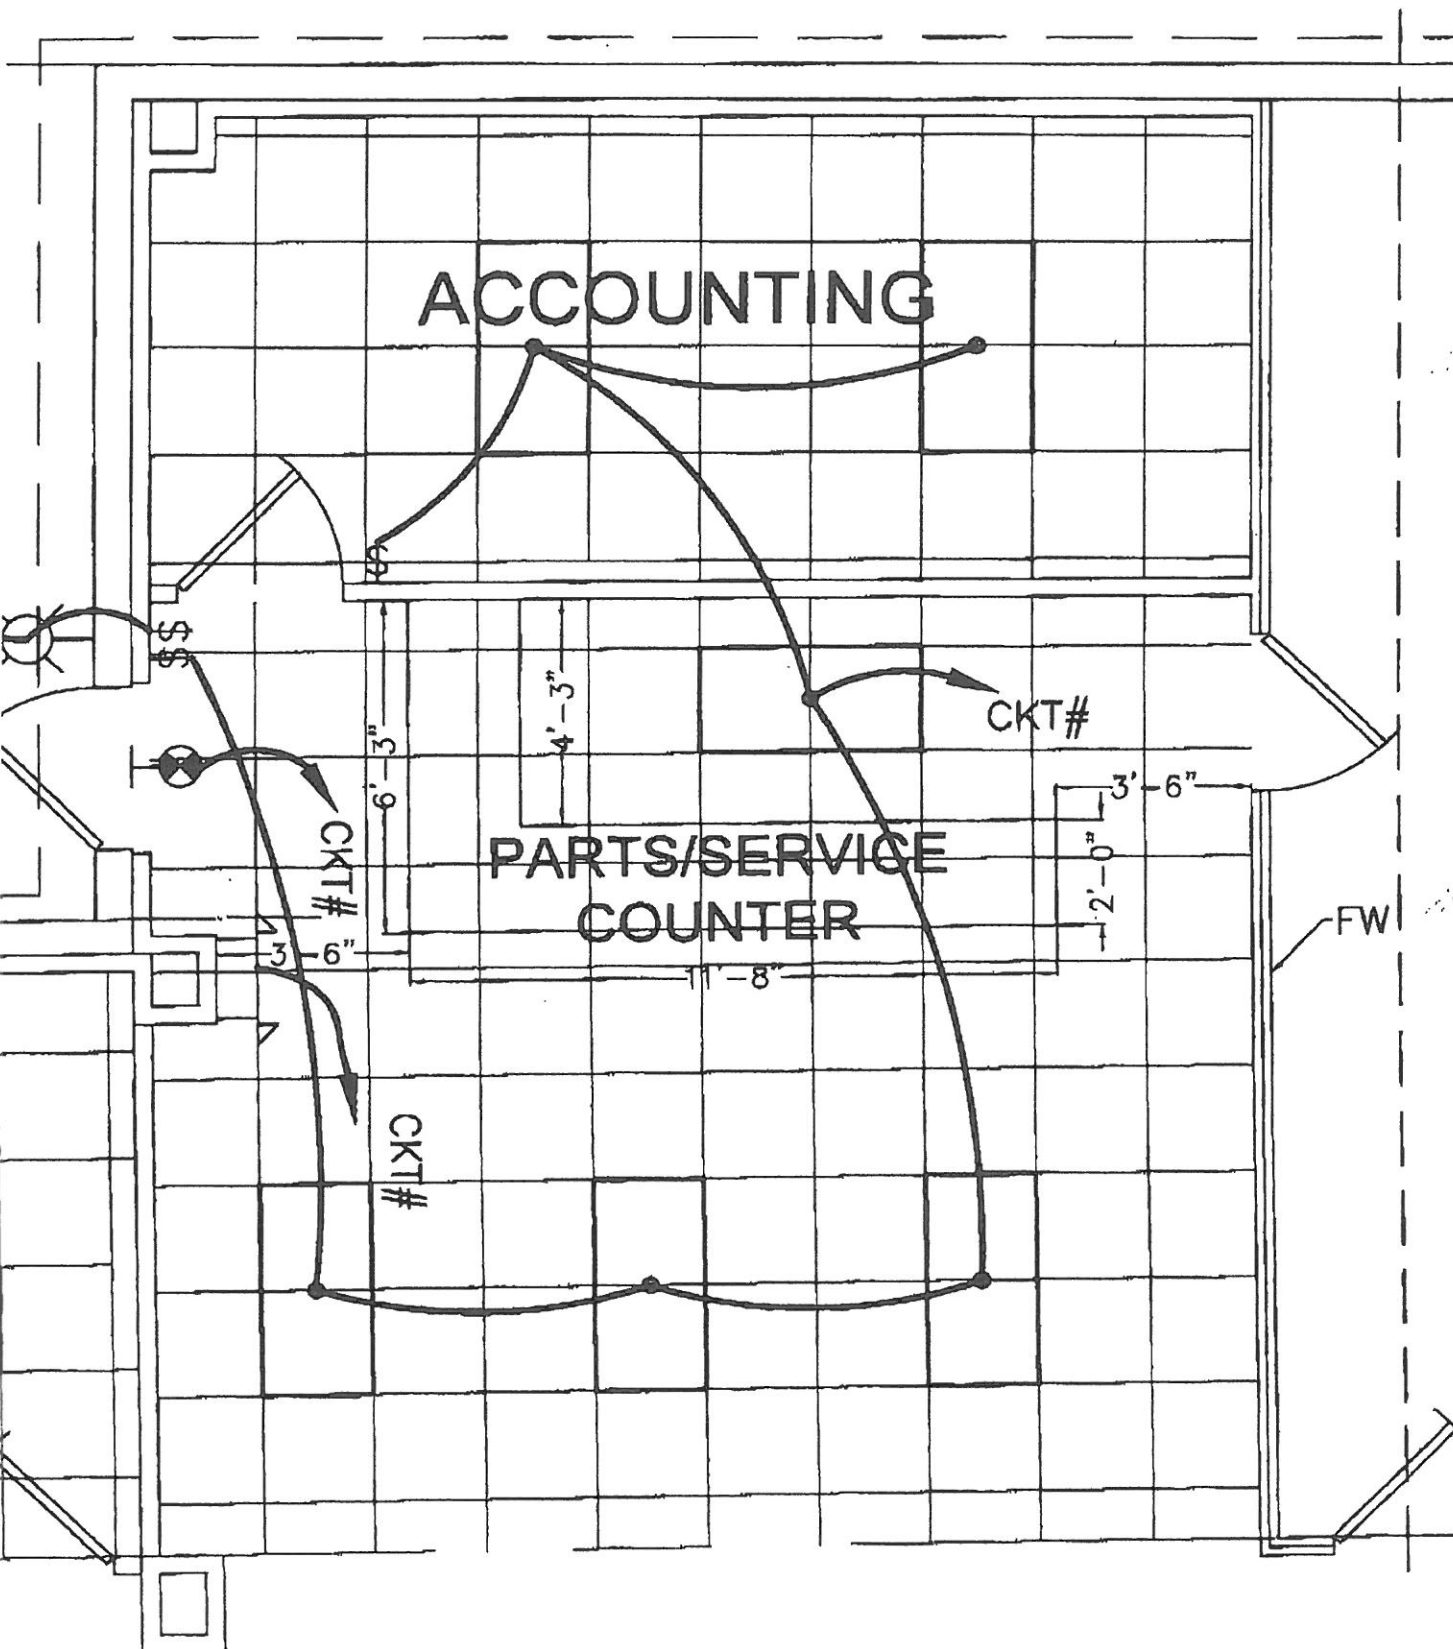 ACCOUNTING
$
$
$
4'-3"
6'-3"
CKT#
3'-6"
CKT#
PARTS/SERVICE
COUNTER
2'-0"
FW
3'-6"
11'-8"
CKT#